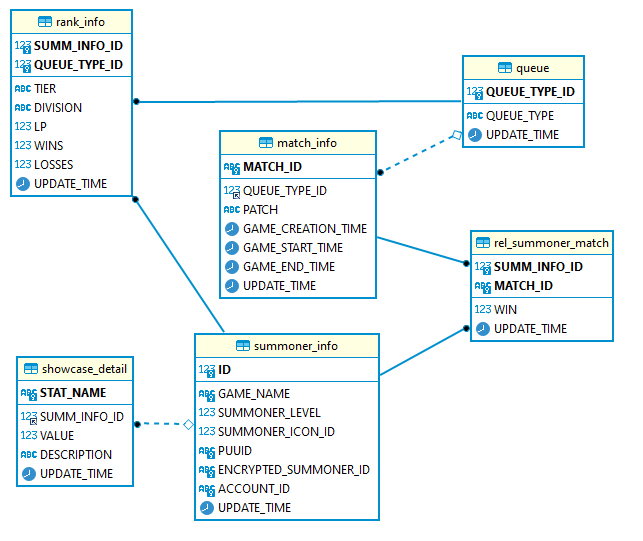 rank_info
123 SUMM_INFO_ID
123 QUEUE_TYPE_ID
ABC TIER
ABC DIVISION
123 LP
123 WINS
123 LOSSES
UPDATE_TIME
queue
123 QUEUE_TYPE_ID
ABC QUEUE_TYPE
UPDATE_TIME
match_info
ABC MATCH_ID
123 QUEUE_TYPE_ID
ABC PATCH
GAME_CREATION_TIME
GAME_START_TIME
GAME_END_TIME
UPDATE_TIME
rel_summoner_match
123 SUMM_INFO_ID
ABC MATCH_ID
123 WIN
UPDATE_TIME
summoner_info
123 ID
ABC GAME_NAME
123 SUMMONER_LEVEL
123 SUMMONER_ICON_ID
ABC PUUID
ABC ENCRYPTED_SUMMONER_ID
ABC ACCOUNT_ID
UPDATE_TIME
showcase_detail
ABC STAT_NAME
123 SUMM_INFO_ID
123 VALUE
ABC DESCRIPTION
UPDATE_TIME